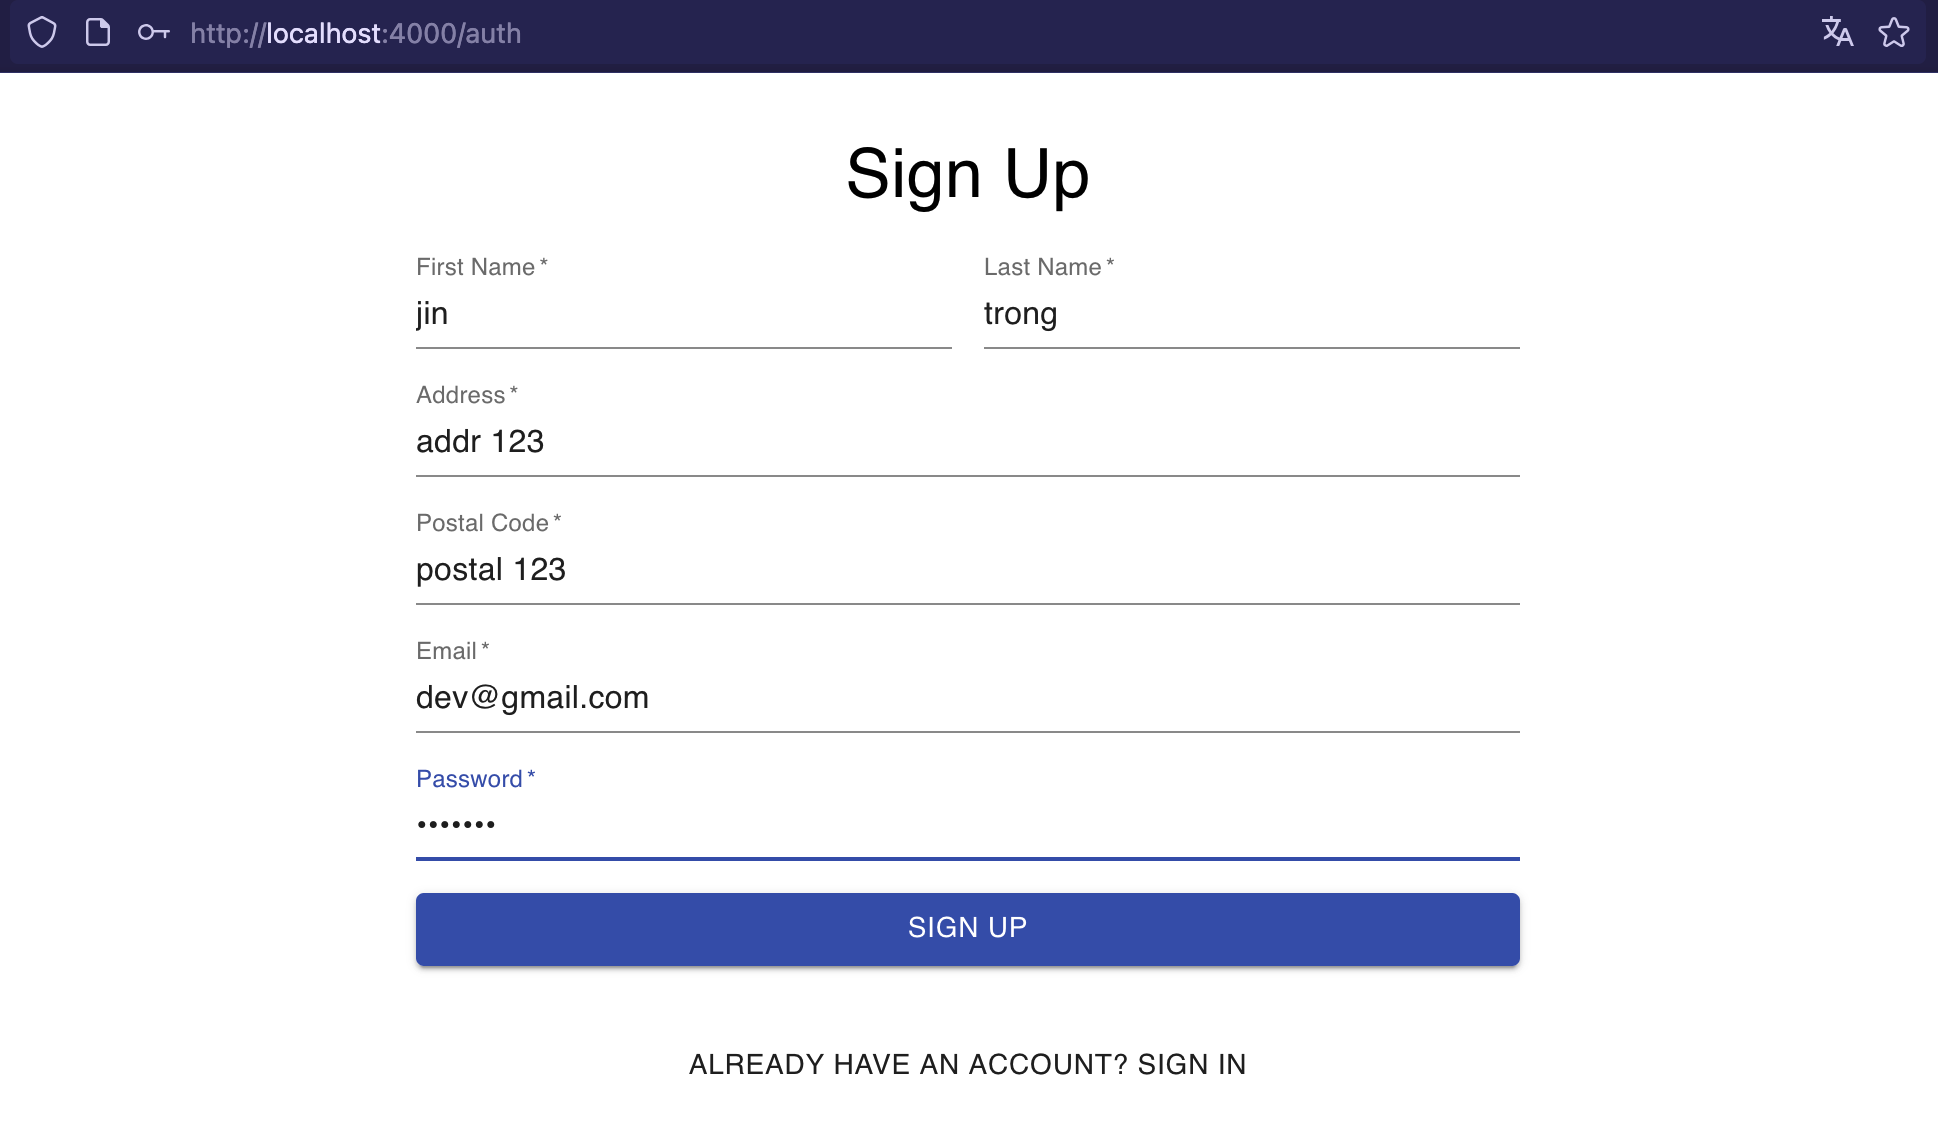 http://localhost:4000/auth
Sign Up
First Name *
Last Name *
jin
trong
Address *
addr 123
Postal Code *
postal 123
Email *
dev@gmail.com
Password *
•••••••
SIGN UP
ALREADY HAVE AN ACCOUNT? SIGN IN